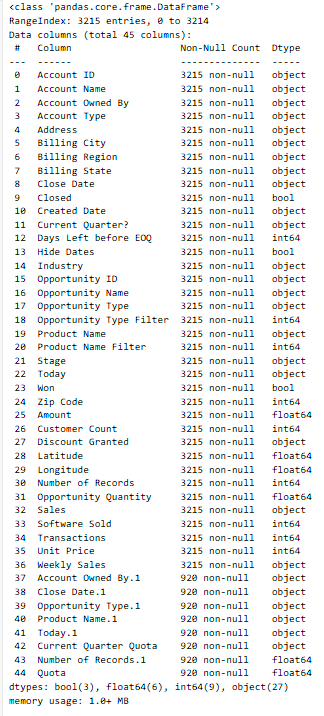 <class 'pandas.core.frame.DataFrame'>
RangeIndex: 3215 entries, 0 to 3214
Data columns (total 45 columns):
 #   Column                   Non-Null Count  Dtype
---  ------                   --------------  -----
 0   Account ID               3215 non-null   object
 1   Account Name             3215 non-null   object
 2   Account Owned By         3215 non-null   object
 3   Account Type             3215 non-null   object
 4   Address                  3215 non-null   object
 5   Billing City             3215 non-null   object
 6   Billing Region           3215 non-null   object
 7   Billing State            3215 non-null   object
 8   Close Date               3215 non-null   object
 9   Closed                   3215 non-null   bool
 10  Created Date             3215 non-null   object
 11  Current Quarter?         3215 non-null   object
 12  Days Left before EOQ     3215 non-null   int64
 13  Hide Dates               3215 non-null   bool
 14  Industry                 3215 non-null   object
 15  Opportunity ID           3215 non-null   object
 16  Opportunity Name         3215 non-null   object
 17  Opportunity Type         3215 non-null   object
 18  Opportunity Type Filter  3215 non-null   int64
 19  Product Name             3215 non-null   object
 20  Product Name Filter      3215 non-null   int64
 21  Stage                    3215 non-null   object
 22  Today                    3215 non-null   object
 23  Won                      3215 non-null   bool
 24  Zip Code                 3215 non-null   int64
 25  Amount                   3215 non-null   float64
 26  Customer Count           3215 non-null   int64
 27  Discount Granted         3215 non-null   object
 28  Latitude                 3215 non-null   float64
 29  Longitude                3215 non-null   float64
 30  Number of Records        3215 non-null   int64
 31  Opportunity Quantity     3215 non-null   float64
 32  Sales                    3215 non-null   object
 33  Software Sold            3215 non-null   int64
 34  Transactions             3215 non-null   int64
 35  Unit Price               3215 non-null   int64
 36  Weekly Sales             3215 non-null   object
 37  Account Owned By.1       920 non-null    object
 38  Close Date.1             920 non-null    object
 39  Opportunity Type.1       920 non-null    object
 40  Product Name.1           920 non-null    object
 41  Today.1                  920 non-null    object
 42  Current Quarter Quota    920 non-null    object
 43  Number of Records.1      920 non-null    float64
 44  Quota                    920 non-null    float64
dtypes: bool(3), float64(6), int64(9), object(27)
memory usage: 1.0+ MB